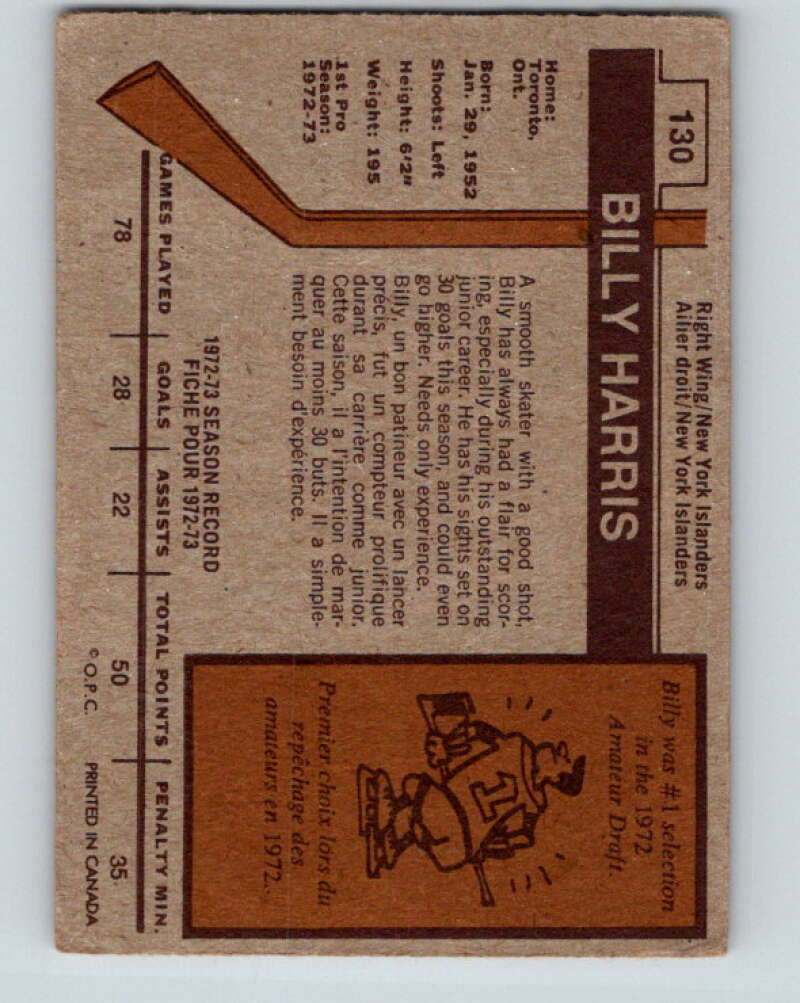 130
Right Wing/New York Islanders
Ailier droit/New York Islanders
BILLY HARRIS
Home:
Toronto,
Ont.
Born:
Jan. 29, 1952
Shoots: Left
Height: 6'2"
Weight: 195
1st Pro
Season:
1972-73
A smooth skater with a good shot,
Billy has always had a flair for scor-
ing, especially during his outstanding
junior career. He has his sights set on
30 goals this season, and could even
go higher. Needs only experience.
Billy, un bon patineur avec un lancer
précis, fut un compteur prolifique
durant sa carrière comme junior.
Cette saison, il a l'intention de mar-
quer au moins 30 buts. Il a simple-
ment besoin d'expérience.
Billy was #1 selection
in the 1972
Amateur Draft.
1
Premier choix lors du
repêchage des
amateurs en 1972.
1972-73 SEASON RECORD
FICHE POUR 1972-73
GAMES PLAYED GOALS ASSISTS TOTAL POINTS PENALTY MIN.
78 28 22 50 35
© O.P.C. PRINTED IN CANADA